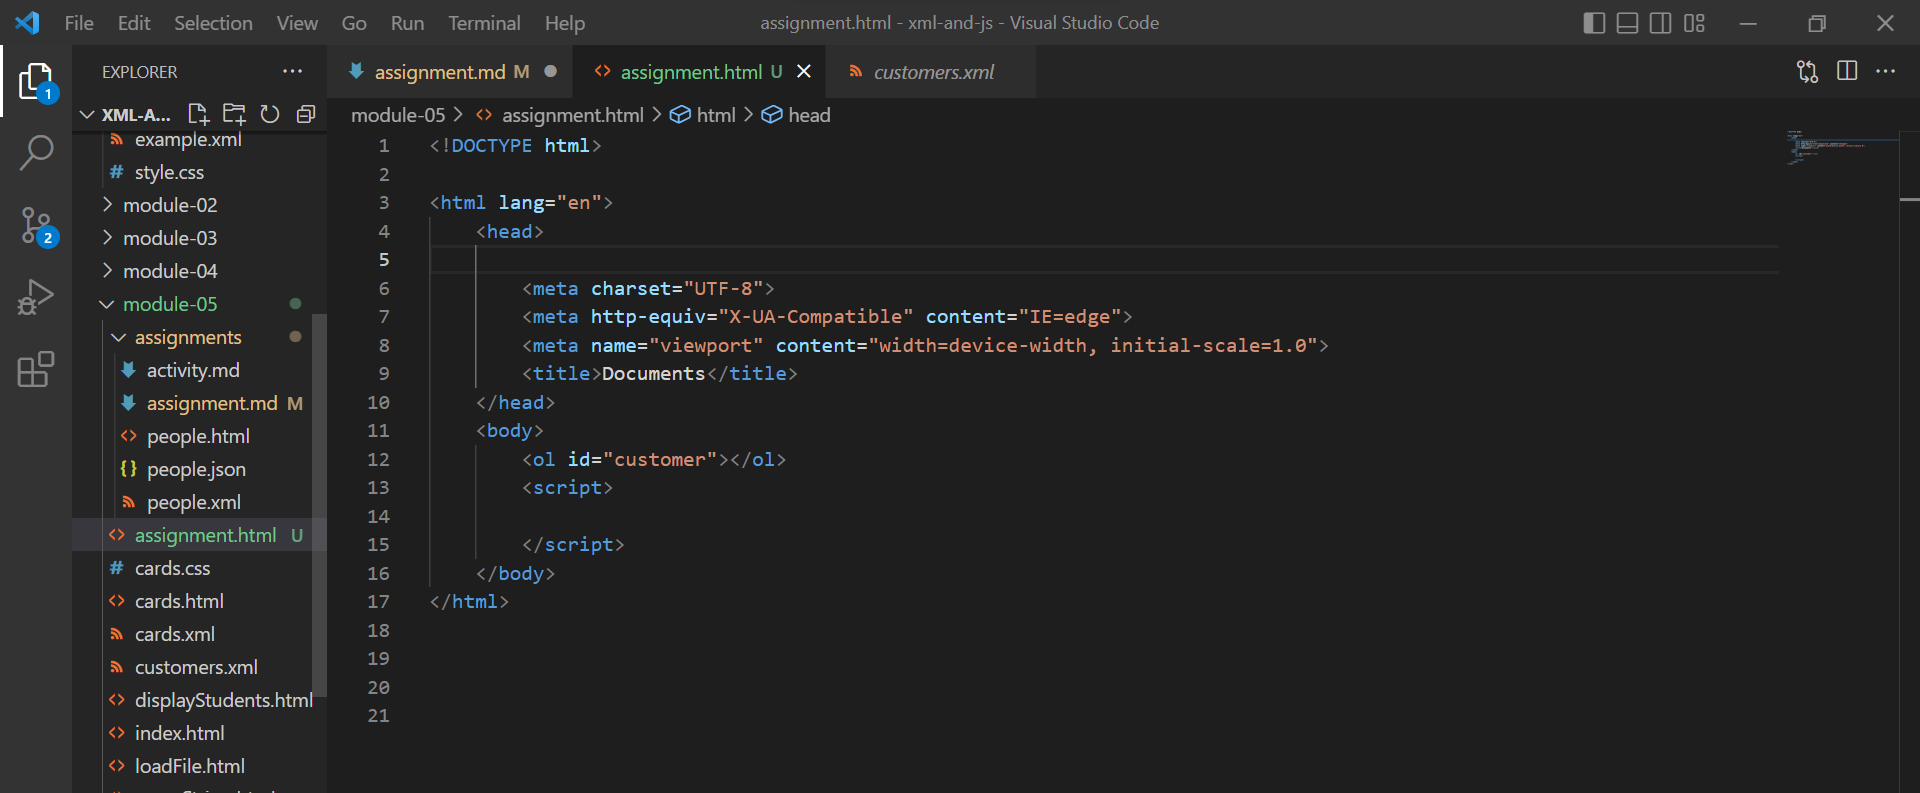 File Edit Selection View Go Run Terminal Help
assignment.html - xml-and-js - Visual Studio Code
1
2
EXPLORER
XML-A...
example.xml
style.css
module-02
module-03
module-04
module-05
assignments
activity.md
assignment.md M
people.html
people.json
people.xml
assignment.html U
cards.css
cards.html
cards.xml
customers.xml
displayStudents.html
index.html
loadFile.html
assignment.md M assignment.html U customers.xml
module-05 > assignment.html > html > head
1 <!DOCTYPE html>
2
3 <html lang="en">
4 <head>
5
6 <meta charset="UTF-8">
7 <meta http-equiv="X-UA-Compatible" content="IE=edge">
8 <meta name="viewport" content="width=device-width, initial-scale=1.0">
9 <title>Documents</title>
10 </head>
11 <body>
12 <ol id="customer"></ol>
13 <script>
14
15 </script>
16 </body>
17 </html>
18
19
20
21